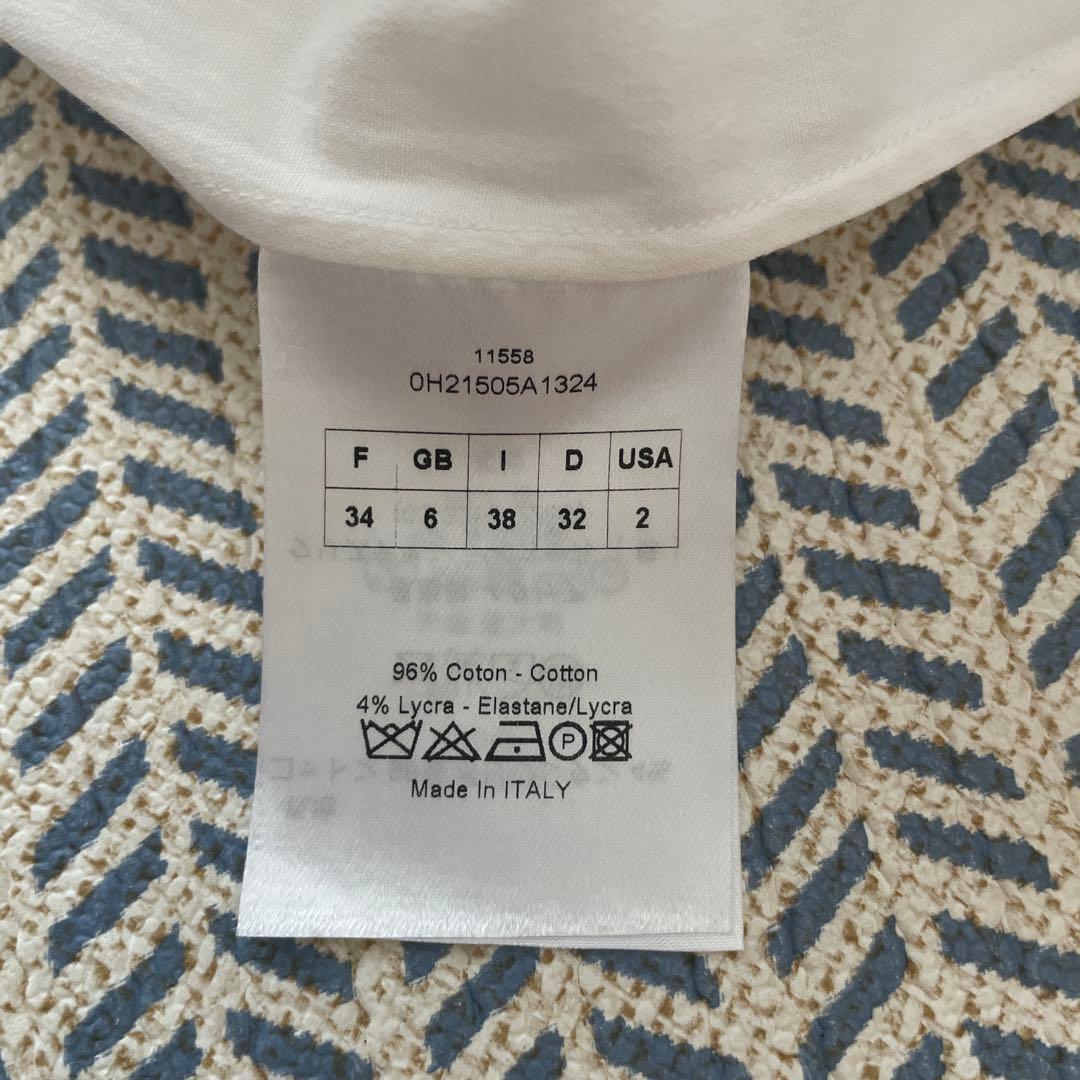 11558
0H21505A1324
F GB I D USA
34 6 38 32 2
96% Coton - Cotton
4% Lycra - Elastane/Lycra
P
Made In ITALY